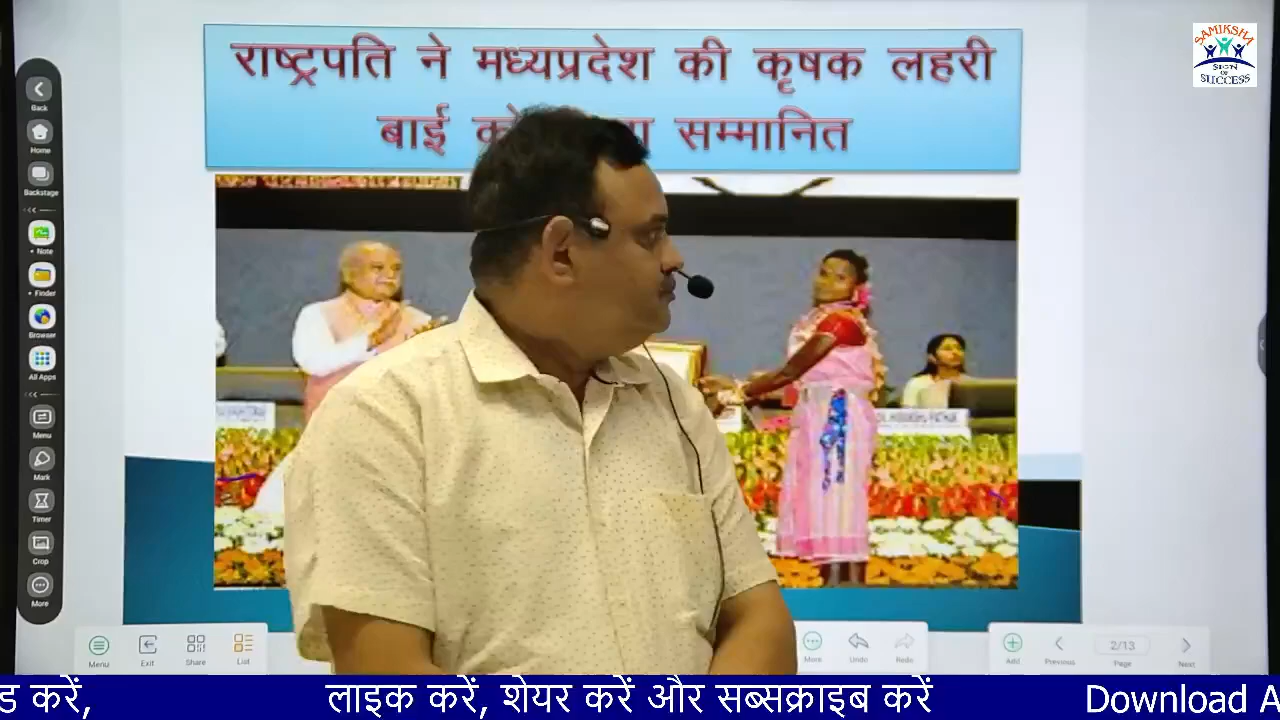 राष्ट्रपति ने मध्यप्रदेश की कृषक लहरी
बाई को सम्मानित
SAMIKSHA
SIGN
OF
SUCCESS
Back
Home
Backstage
Note
Finder
Browser
All Apps
Menu
Mark
Timer
Crop
More
Menu
Exit
Share
List
More
Undo
Redo
Add
Previous
2/13
Page
Next
करें, लाइक करें, शेयर करें और सब्सक्राइब करें Download A